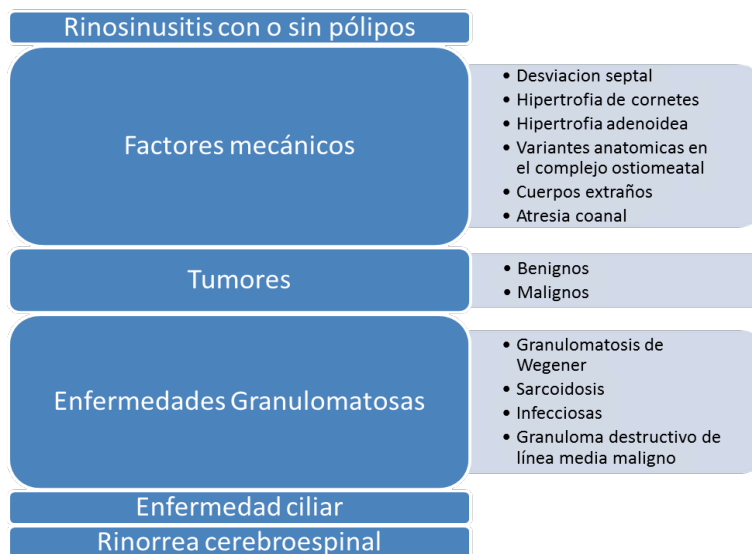 Rinosinusitis con o sin pólipos
Factores mecánicos
• Desviacion septal
• Hipertrofia de cornetes
• Hipertrofia adenoidea
• Variantes anatomicas en
el complejo ostiomeatal
• Cuerpos extraños
• Atresia coanal
Tumores
• Benignos
• Malignos
Enfermedades Granulomatosas
• Granulomatosis de
Wegener
• Sarcoidosis
• Infecciosas
• Granuloma destructivo de
línea media maligno
Enfermedad ciliar
Rinorrea cerebroespinal